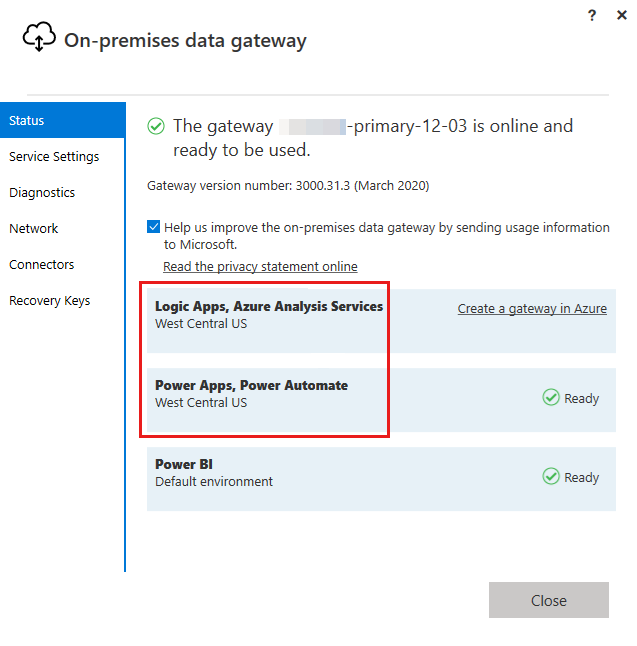 ? ×
On-premises data gateway
Status
Service Settings
Diagnostics
Network
Connectors
Recovery Keys
The gateway -primary-12-03 is online and
ready to be used.
Gateway version number: 3000.31.3 (March 2020)
Help us improve the on-premises data gateway by sending usage information
to Microsoft.
Read the privacy statement online
Logic Apps, Azure Analysis Services
West Central US
Create a gateway in Azure
Power Apps, Power Automate
West Central US
Ready
Power BI
Default environment
Ready
Close